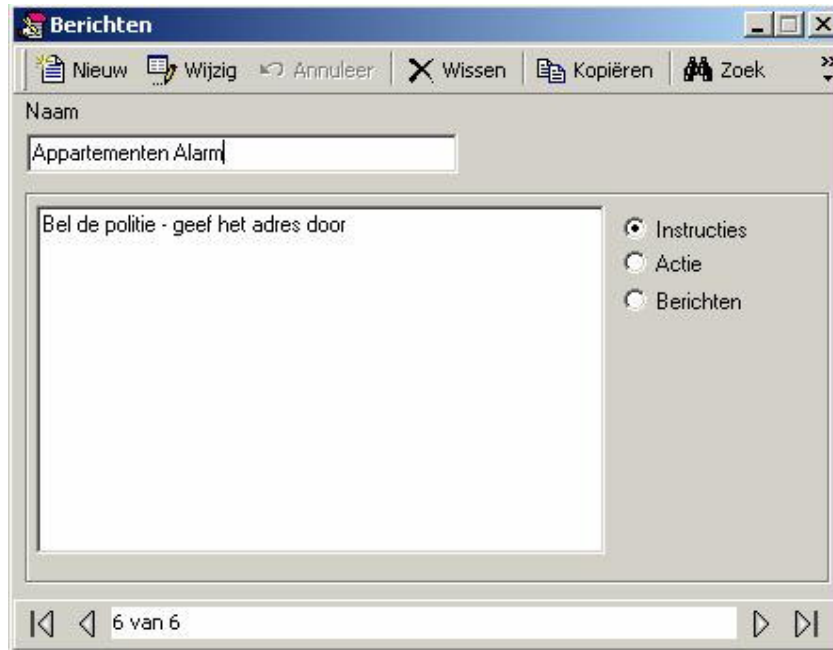 Berichten
Nieuw Wijzig Annuleer Wissen Kopiëren Zoek
Naam
Appartementen Alarm
Bel de politie - geef het adres door
Instructies
Actie
Berichten
6 van 6